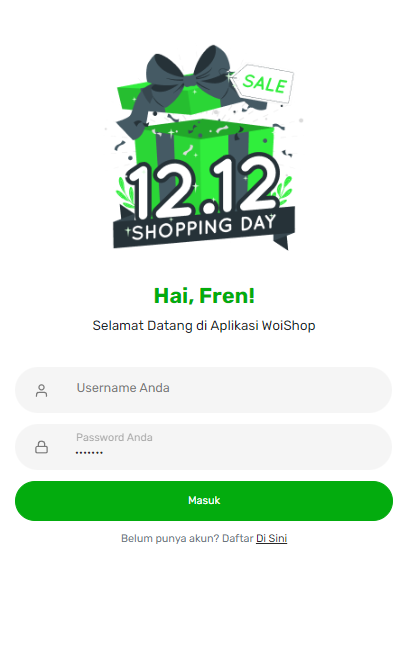 SALE
12.12
SHOPPING DAY
Hai, Fren!
Selamat Datang di Aplikasi WoiShop
Username Anda
Password Anda
•••••••
Masuk
Belum punya akun? Daftar Di Sini